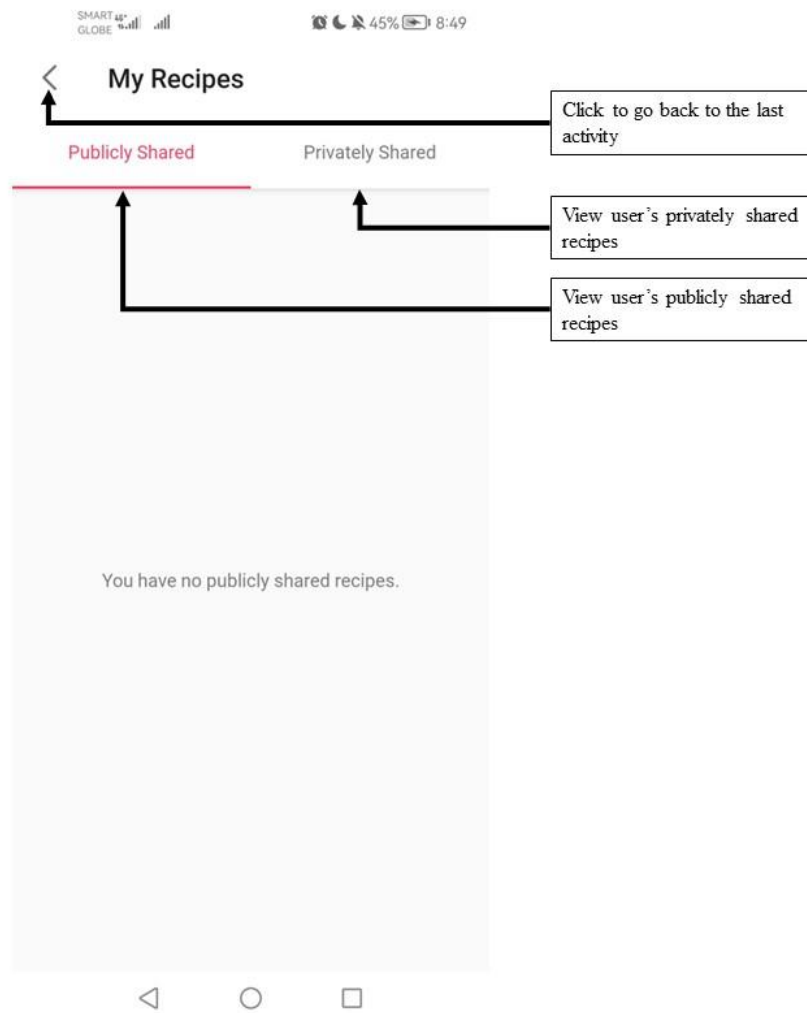 SMART 4G+
GLOBE
45% 8:49
My Recipes
Click to go back to the last
activity
Publicly Shared
Privately Shared
View user's privately shared
recipes
View user's publicly shared
recipes
You have no publicly shared recipes.